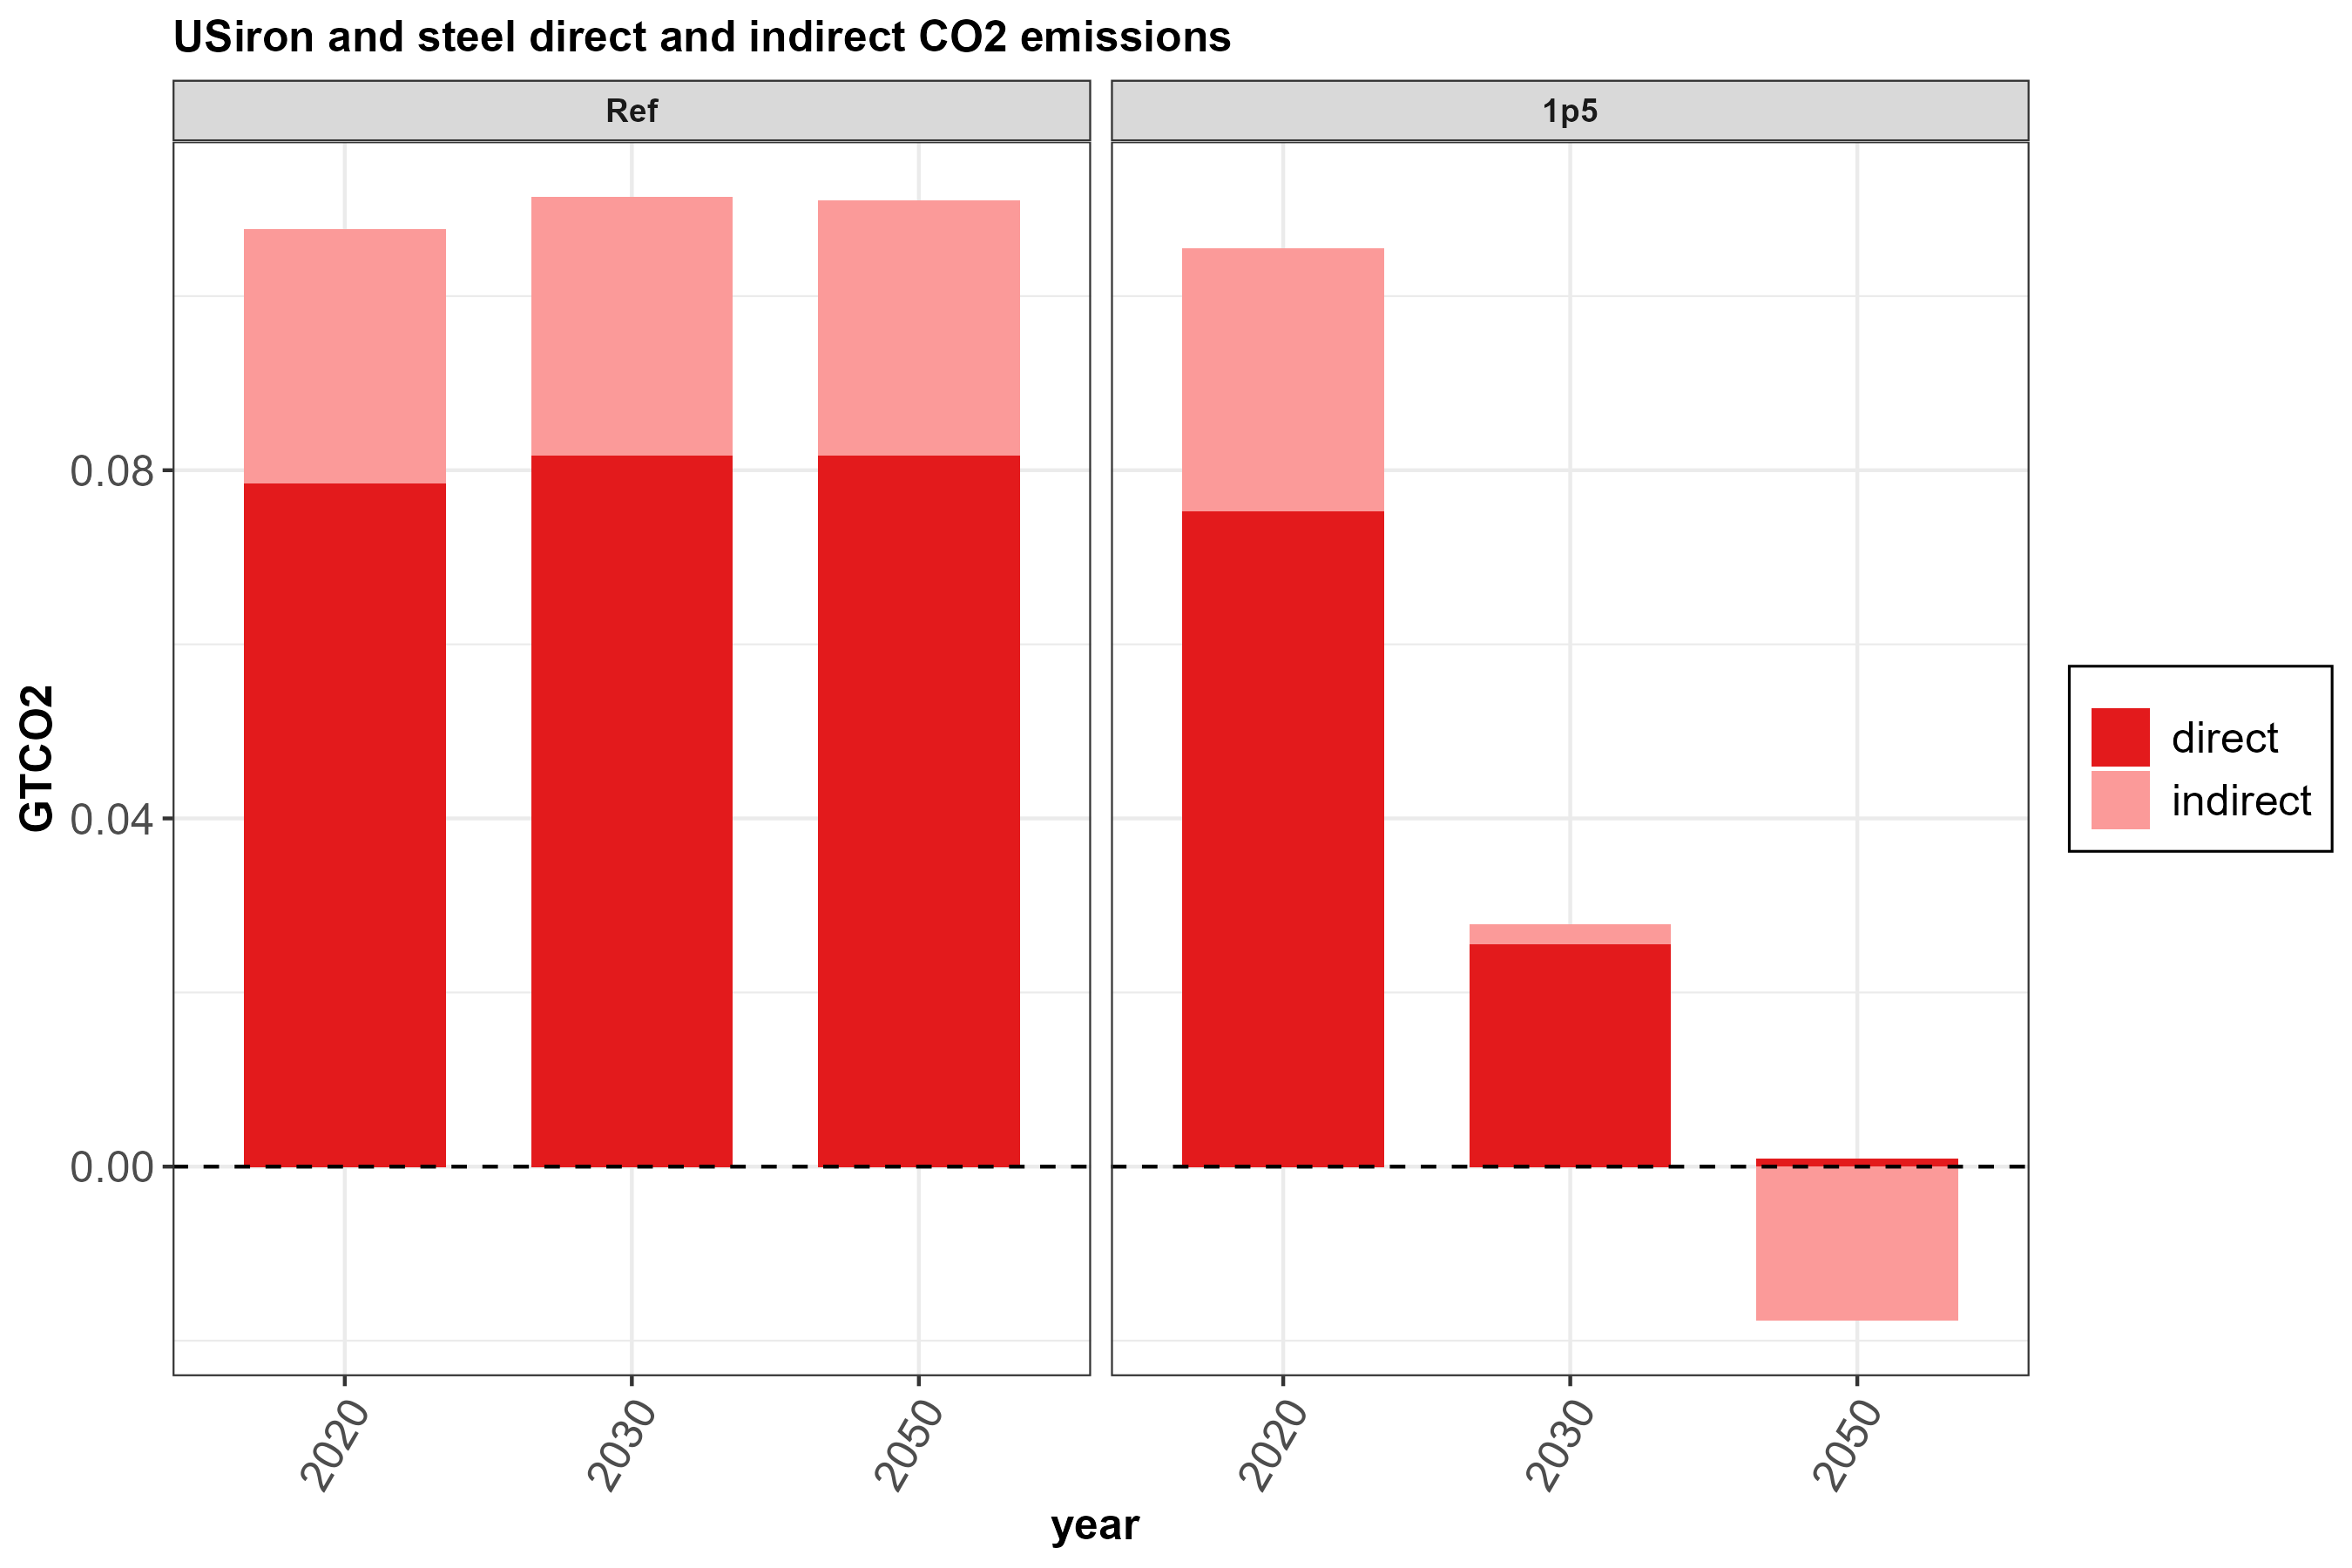 USiron and steel direct and indirect CO2 emissions
Ref
1p5
GTCO2
0.08
0.04
0.00
2020
2030
2050
2020
2030
2050
year
direct
indirect